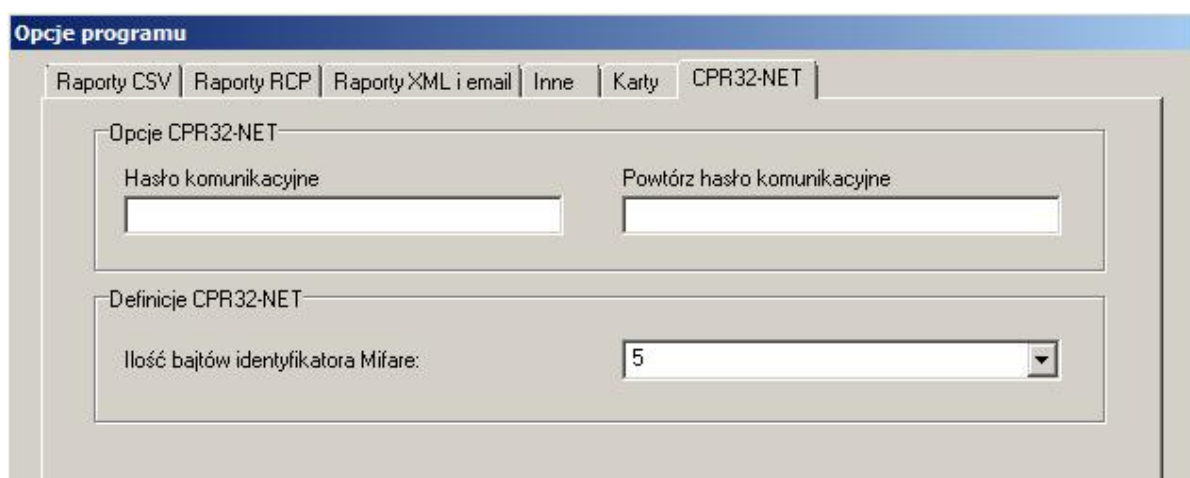 Opcje programu
Raporty CSV Raporty RCP Raporty XML i email Inne Karty CPR32-NET
Opcje CPR32-NET
Hasło komunikacyjne Powtórz hasło komunikacyjne
Definicje CPR32-NET
Ilość bajtów identyfikatora Mifare: 5